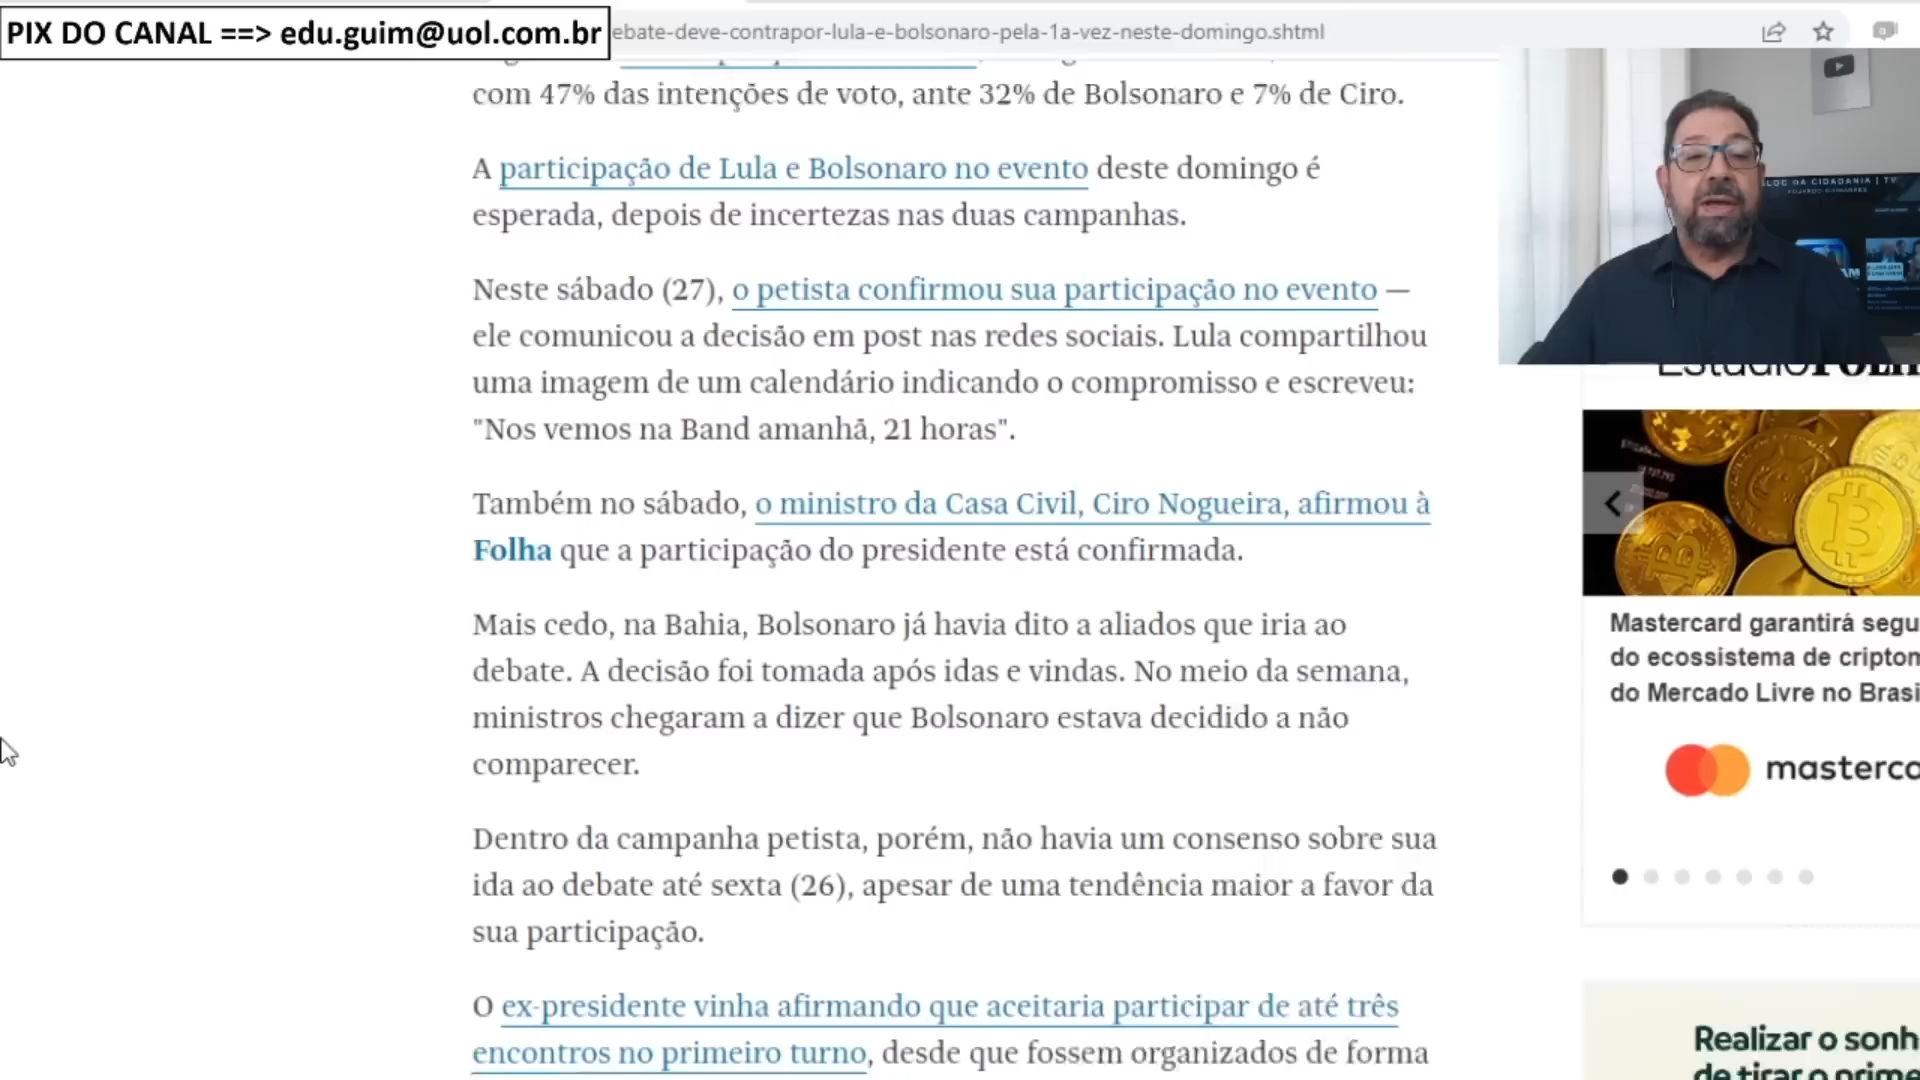 PIX DO CANAL ==> edu.guim@uol.com.br
ebate-deve-contrapor-lula-e-bolsonaro-pela-1a-vez-neste-domingo.shtml
com 47% das intenções de voto, ante 32% de Bolsonaro e 7% de Ciro.
A participação de Lula e Bolsonaro no evento deste domingo é
esperada, depois de incertezas nas duas campanhas.
Neste sábado (27), o petista confirmou sua participação no evento —
ele comunicou a decisão em post nas redes sociais. Lula compartilhou
uma imagem de um calendário indicando o compromisso e escreveu:
"Nos vemos na Band amanhã, 21 horas".
Também no sábado, o ministro da Casa Civil, Ciro Nogueira, afirmou à
Folha que a participação do presidente está confirmada.
Mais cedo, na Bahia, Bolsonaro já havia dito a aliados que iria ao
debate. A decisão foi tomada após idas e vindas. No meio da semana,
ministros chegaram a dizer que Bolsonaro estava decidido a não
comparecer.
Dentro da campanha petista, porém, não havia um consenso sobre sua
ida ao debate até sexta (26), apesar de uma tendência maior a favor da
sua participação.
O ex-presidente vinha afirmando que aceitaria participar de até três
encontros no primeiro turno, desde que fossem organizados de forma
LOG DA CIDADANIA | TV
EDUARDO GUIMARÃES
Mastercard garantirá segu
do ecossistema de cripton
do Mercado Livre no Brasi
masterca
Realizar o sonh
de tirar o prime